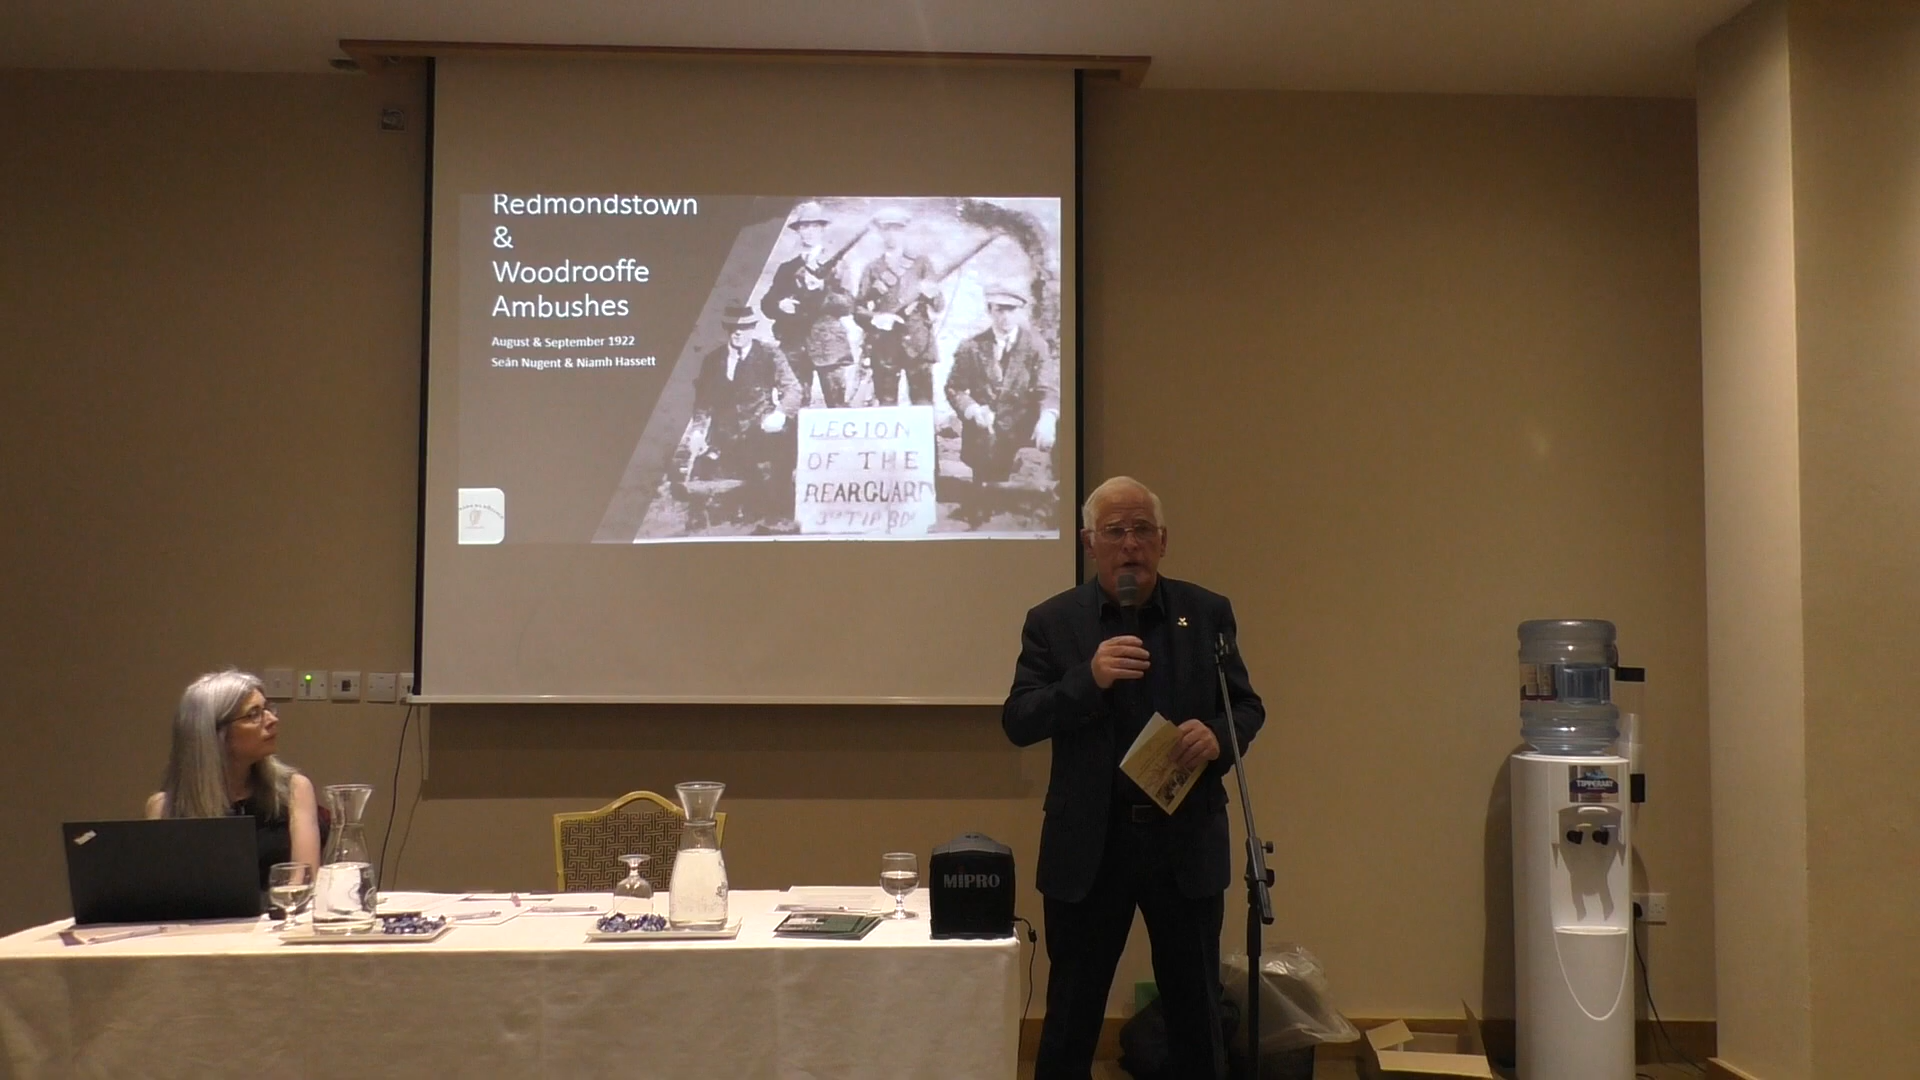 Redmondstown
&
Woodrooffe
Ambushes
August & September 1922
Seán Nugent & Niamh Hassett
LEGION
OF THE
REARGUARD
3rd TIP BDE
MIPRO
TIPPERARY